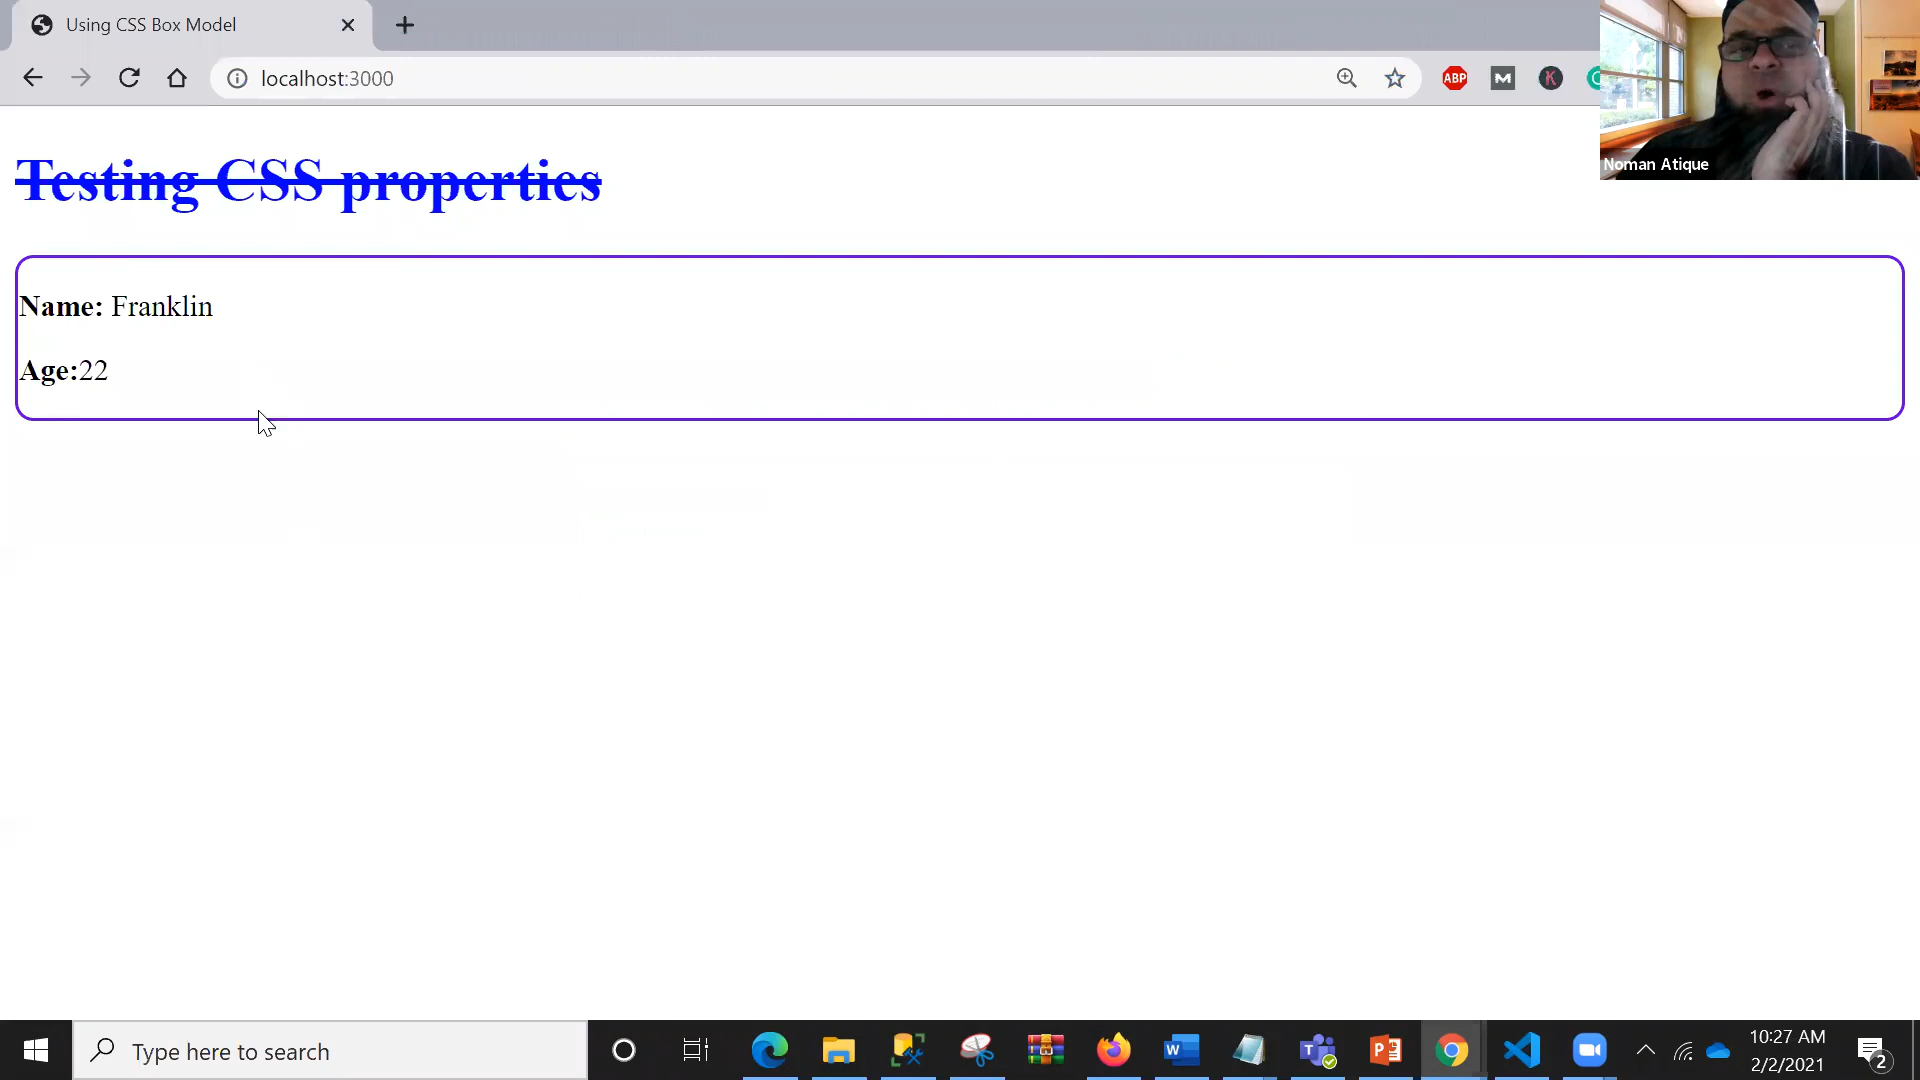 Using CSS Box Model
localhost:3000
ABP
K
Noman Atique
Testing CSS properties
Name: Franklin
Age:22
Type here to search
10:27 AM
2/2/2021
2